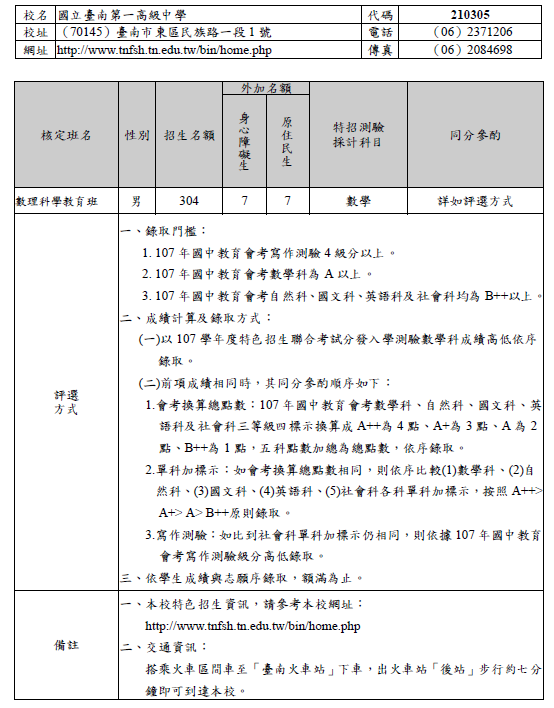 校名 國立臺南第一高級中學 代碼 210305
校址 （70145）臺南市東區民族路一段1號 電話 （06）2371206
網址 http://www.tnfsh.tn.edu.tw/bin/home.php 傳真 （06）2084698
核定班名 性別 招生名額 外加名額 身心障礙生 原住民生 特招測驗採計科目 同分參酌
數理科學教育班 男 304 7 7 數學 詳如評選方式
評選方式
一、錄取門檻：
1. 107年國中教育會考寫作測驗4級分以上。
2. 107年國中教育會考數學科為A以上。
3. 107年國中教育會考自然科、國文科、英語科及社會科均為B++以上。
二、成績計算及錄取方式：
(一)以107學年度特色招生聯合考試分發入學測驗數學科成績高低依序
錄取。
(二)前項成績相同時，其同分參酌順序如下：
1.會考換算總點數：107年國中教育會考數學科、自然科、國文科、英
語科及社會科三等級四標示換算成A++為4點、A+為3點、A為2
點、B++為1點，五科點數加總為總點數，依序錄取。
2.單科加標示：如會考換算總點數相同，則依序比較(1)數學科、(2)自
然科、(3)國文科、(4)英語科、(5)社會科各科單科加標示，按照A++>
A+> A> B++原則錄取。
3.寫作測驗：如比到社會科單科加標示仍相同，則依據107年國中教育
會考寫作測驗級分高低錄取。
三、依學生成績與志願序錄取，額滿為止。
備註
一、本校特色招生資訊，請參考本校網址：
http://www.tnfsh.tn.edu.tw/bin/home.php
二、交通資訊：
搭乘火車區間車至「臺南火車站」下車，出火車站「後站」步行約七分
鐘即可到達本校。